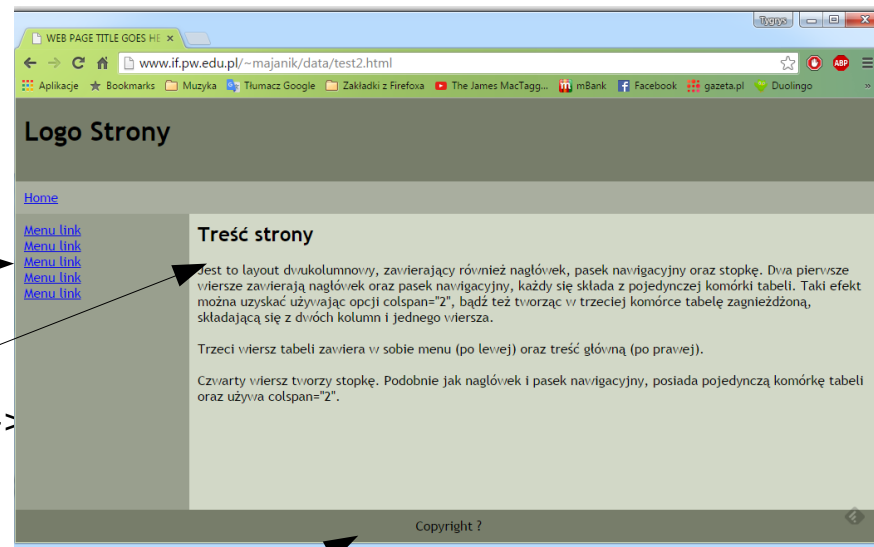 Tygrys
WEB PAGE TITLE GOES HE
www.if.pw.edu.pl/~majanik/data/test2.html
ABP
Aplikacje Bookmarks Muzyka Tłumacz Google Zakładki z Firefoxa The James MacTagg... mBank Facebook gazeta.pl Duolingo »
Logo Strony
Home
Menu link
Menu link
Menu link
Menu link
Menu link
Treść strony
Jest to layout dwukolumnowy, zawierający również nagłówek, pasek nawigacyjny oraz stopkę. Dwa pierwsze
wiersze zawierają nagłówek oraz pasek nawigacyjny, każdy się składa z pojedynczej komórki tabeli. Taki efekt
można uzyskać używając opcji colspan="2", bądź też tworząc w trzeciej komórce tabelę zagnieżdżoną,
składającą się z dwóch kolumn i jednego wiersza.
Trzeci wiersz tabeli zawiera w sobie menu (po lewej) oraz treść główną (po prawej).
Czwarty wiersz tworzy stopkę. Podobnie jak naglówek i pasek nawigacyjny, posiada pojedynczą komórkę tabeli
oraz używa colspan="2".
>
Copyright ?